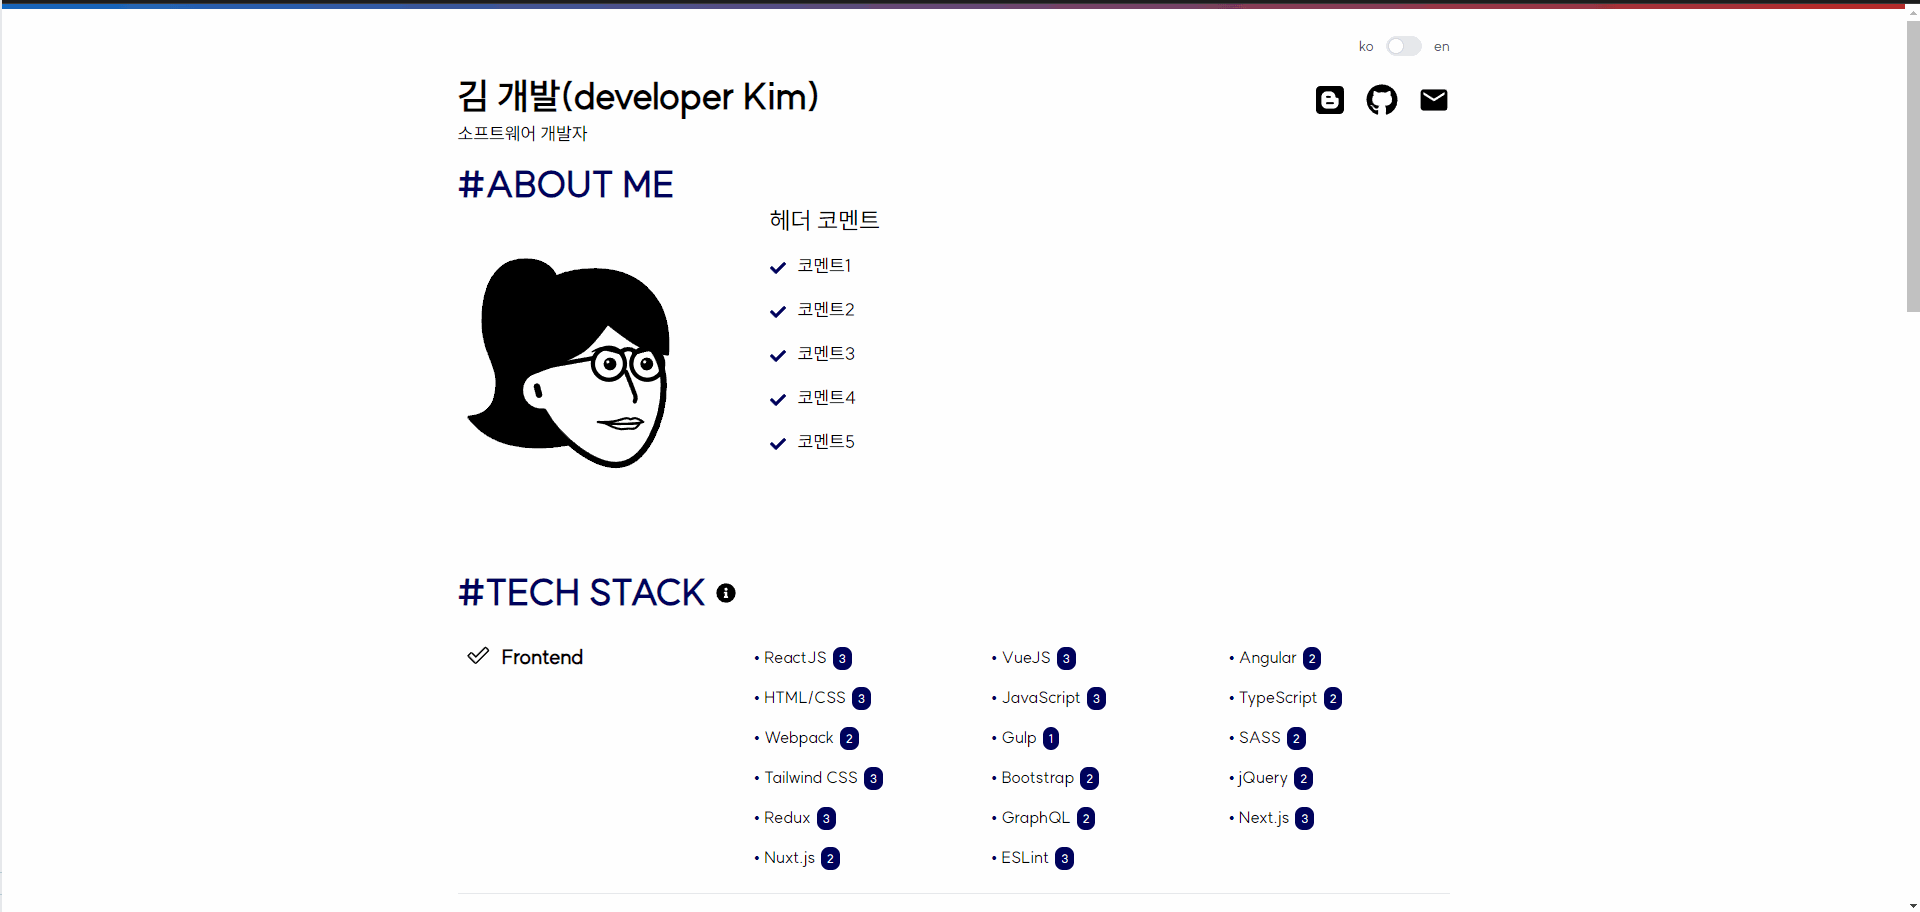 ko en
김 개발(developer Kim)
소프트웨어 개발자
#ABOUT ME
헤더 코멘트
코멘트1
코멘트2
코멘트3
코멘트4
코멘트5
#TECH STACK
Frontend
• ReactJS 3 • VueJS 3 • Angular 2
• HTML/CSS 3 • JavaScript 3 • TypeScript 2
• Webpack 2 • Gulp 1 • SASS 2
• Tailwind CSS 3 • Bootstrap 2 • jQuery 2
• Redux 3 • GraphQL 2 • Next.js 3
• Nuxt.js 2 • ESLint 3